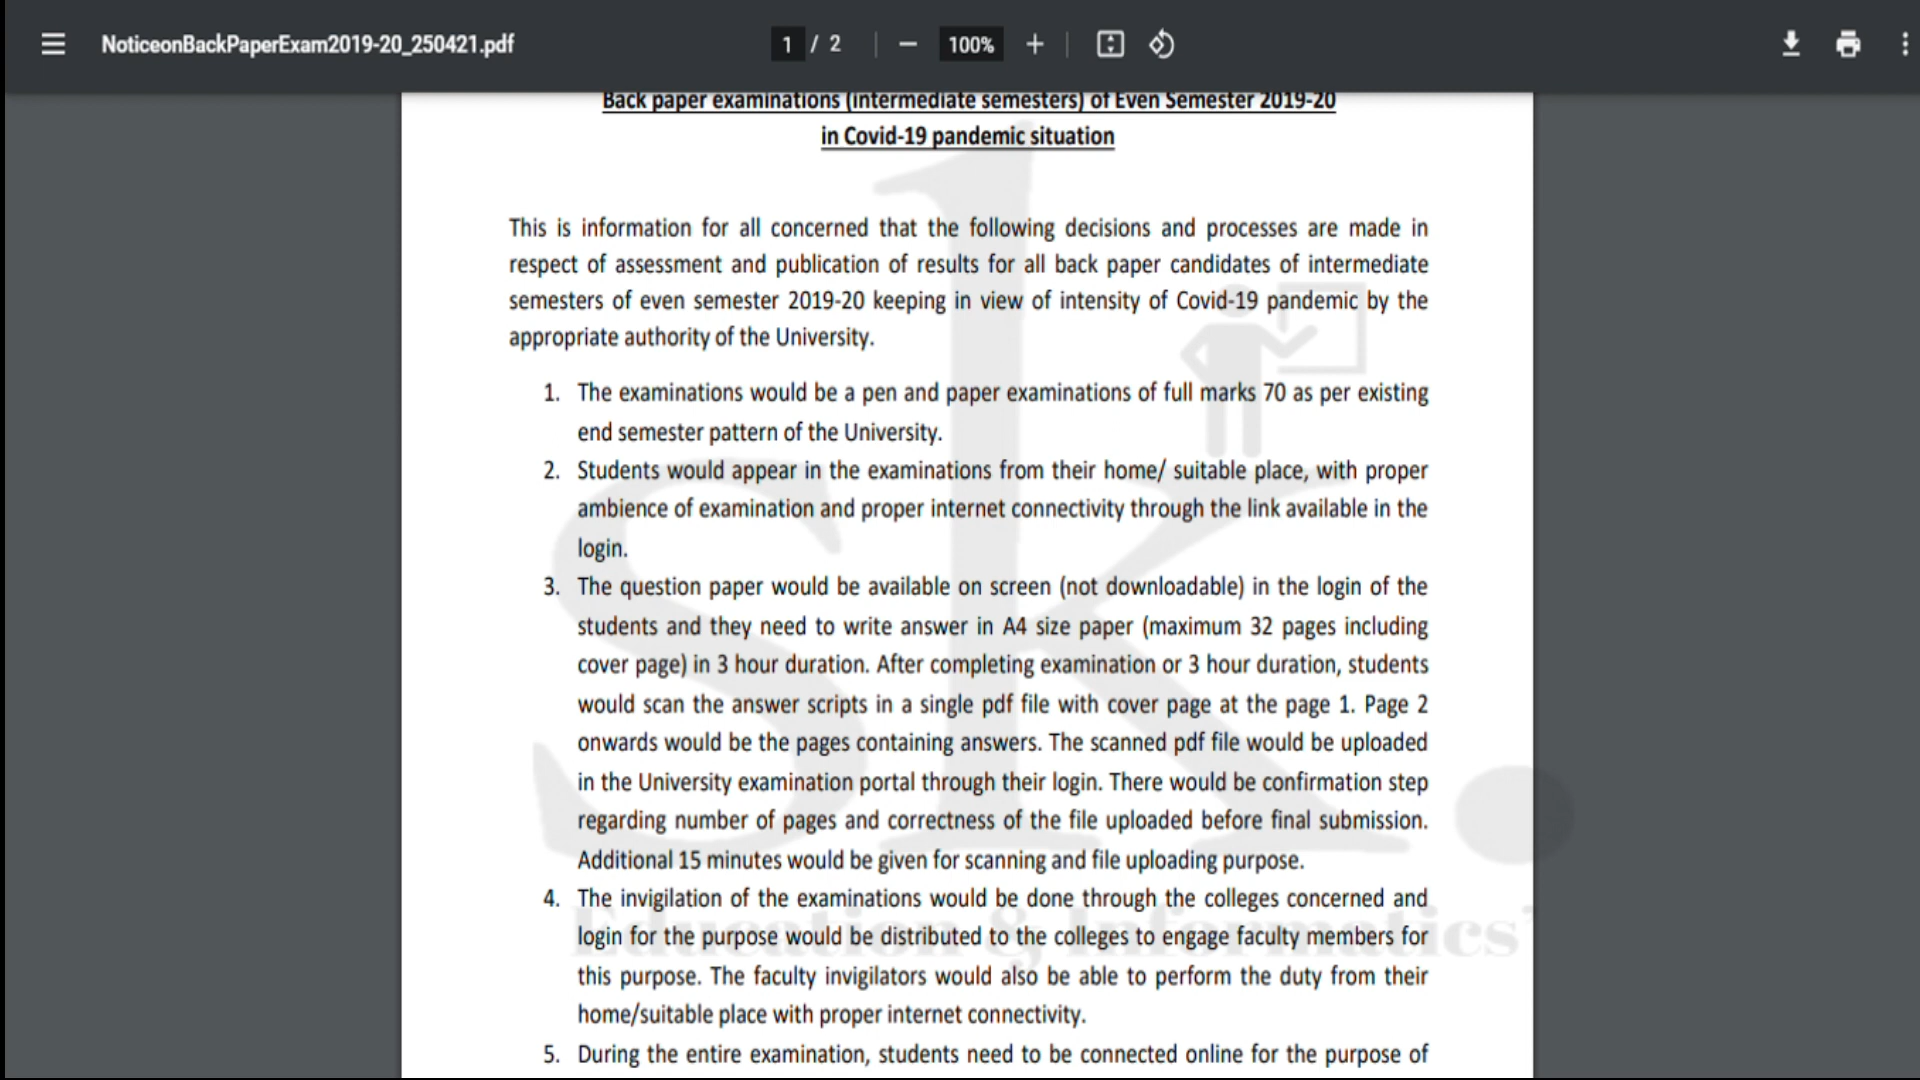 NoticeonBackPaperExam2019-20_250421.pdf
1 / 2
100%
Back paper examinations (intermediate semesters) of Even Semester 2019-20
in Covid-19 pandemic situation
This is information for all concerned that the following decisions and processes are made in
respect of assessment and publication of results for all back paper candidates of intermediate
semesters of even semester 2019-20 keeping in view of intensity of Covid-19 pandemic by the
appropriate authority of the University.
1. The examinations would be a pen and paper examinations of full marks 70 as per existing
end semester pattern of the University.
2. Students would appear in the examinations from their home/ suitable place, with proper
ambience of examination and proper internet connectivity through the link available in the
login.
3. The question paper would be available on screen (not downloadable) in the login of the
students and they need to write answer in A4 size paper (maximum 32 pages including
cover page) in 3 hour duration. After completing examination or 3 hour duration, students
would scan the answer scripts in a single pdf file with cover page at the page 1. Page 2
onwards would be the pages containing answers. The scanned pdf file would be uploaded
in the University examination portal through their login. There would be confirmation step
regarding number of pages and correctness of the file uploaded before final submission.
Additional 15 minutes would be given for scanning and file uploading purpose.
4. The invigilation of the examinations would be done through the colleges concerned and
login for the purpose would be distributed to the colleges to engage faculty members for
this purpose. The faculty invigilators would also be able to perform the duty from their
home/suitable place with proper internet connectivity.
5. During the entire examination, students need to be connected online for the purpose of
Education & Informatics